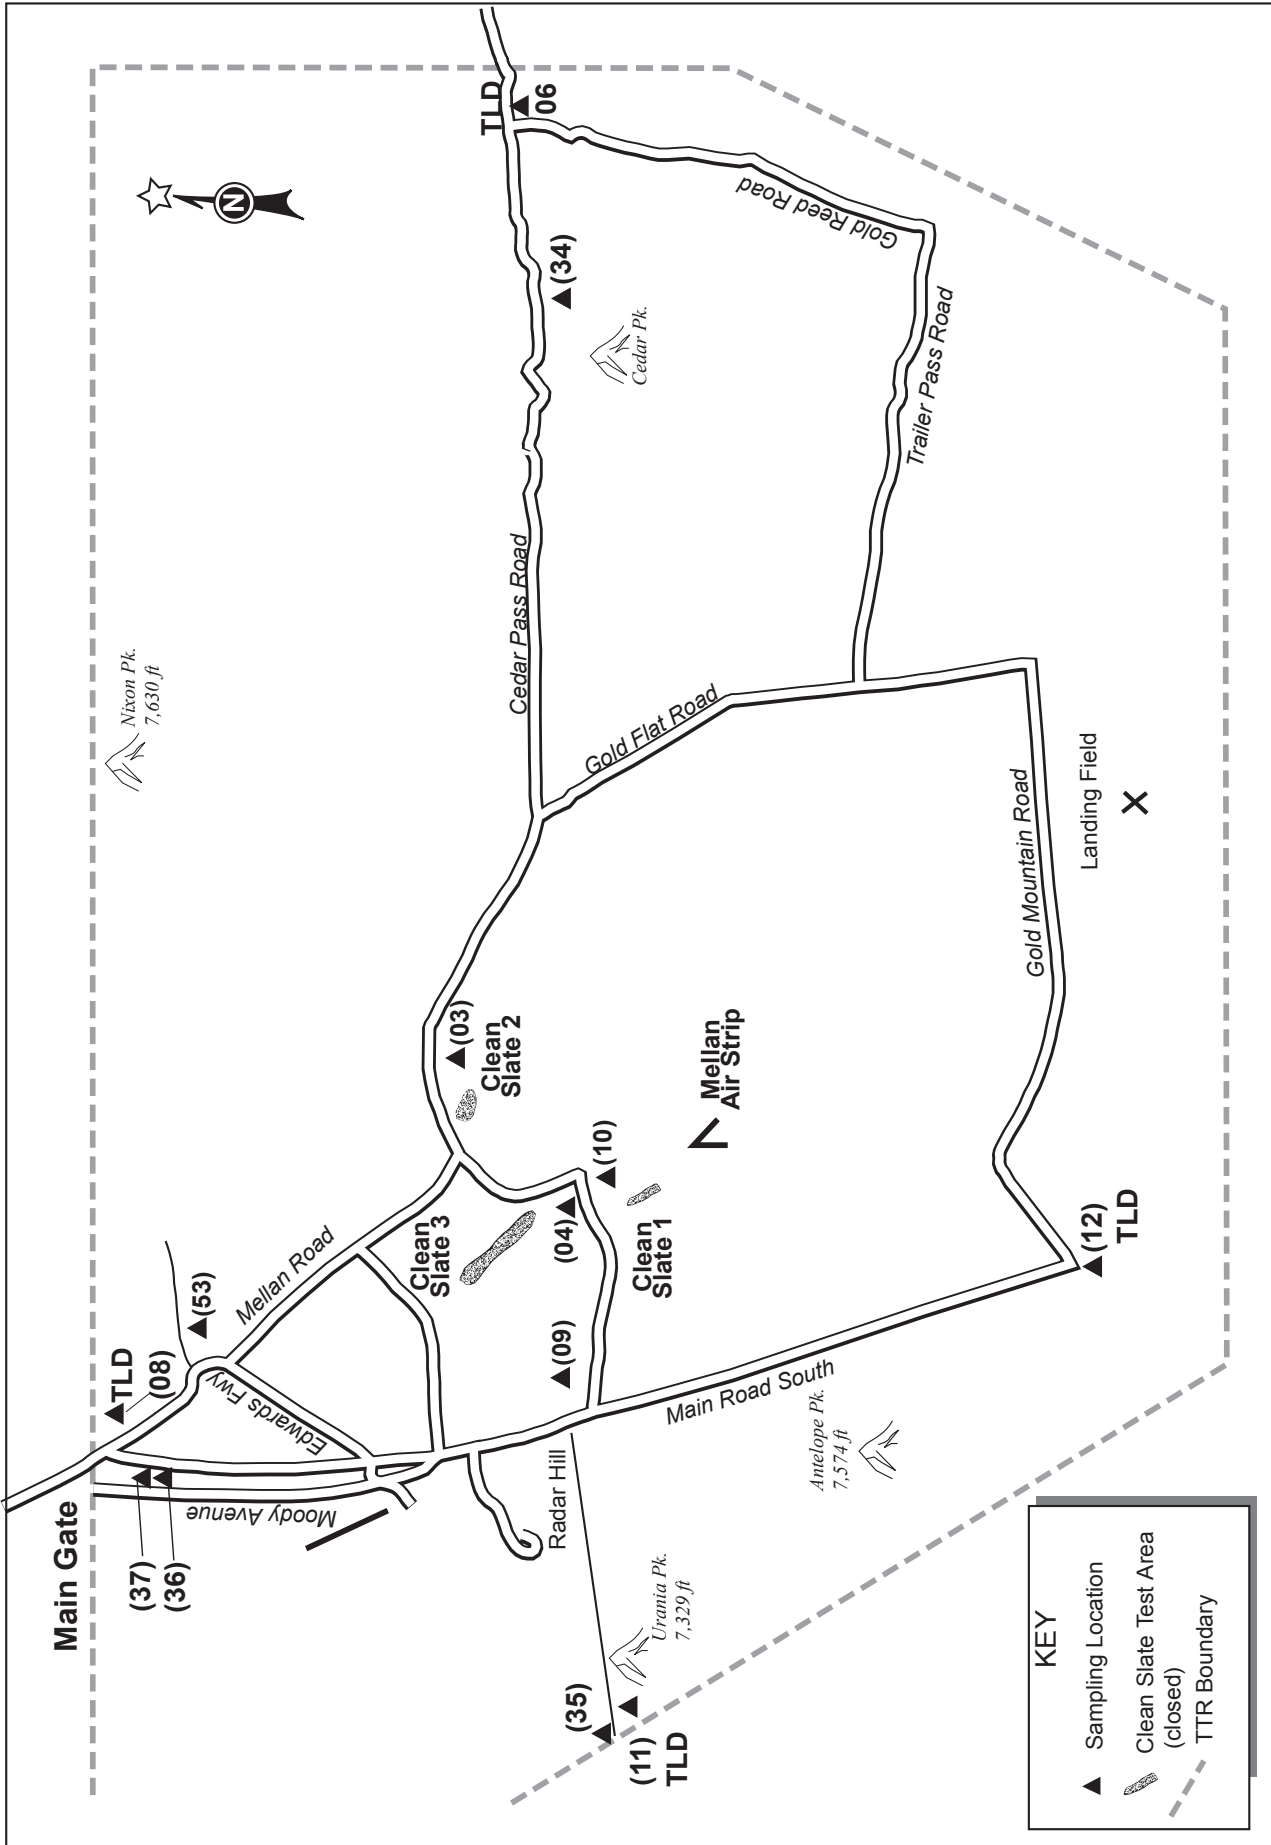 Main Gate
(37)
(36)
TLD
(08)
(53)
Moody Avenue
Edwards Fwy
Mellan Road
Nixon Pk.
7,630 ft
N
TLD
06
(34)
Cedar Pk.
Cedar Pass Road
Gold Reed Road
Trailer Pass Road
Gold Flat Road
(03)
Clean
Slate 2
Clean
Slate 3
(04)
(10)
(09)
Clean
Slate 1
Mellan
Air Strip
Radar Hill
Urania Pk.
7,329 ft
(35)
(11)
TLD
Main Road South
Antelope Pk.
7,574 ft
Gold Mountain Road
Landing Field
X
(12)
TLD
KEY
Sampling Location
Clean Slate Test Area
(closed)
TTR Boundary